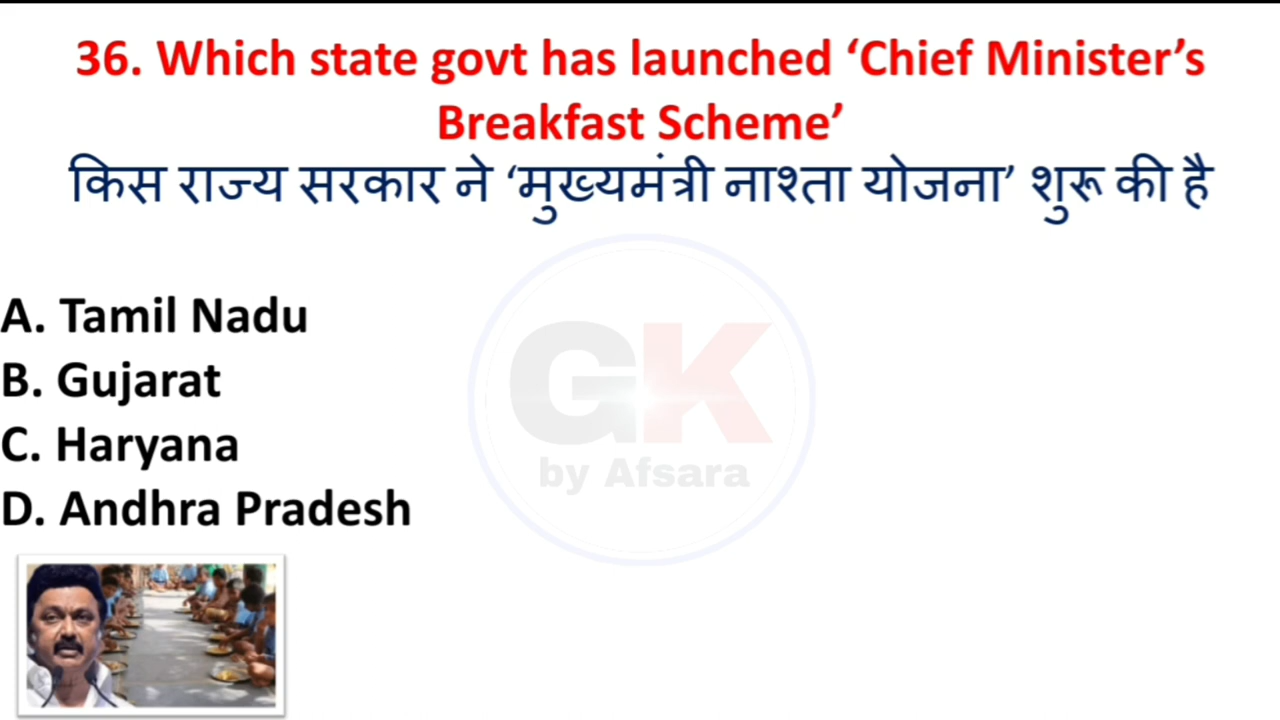 36. Which state govt has launched ‘Chief Minister’s
Breakfast Scheme’
किस राज्य सरकार ने ‘मुख्यमंत्री नाश्ता योजना’ शुरू की है
A. Tamil Nadu
B. Gujarat
C. Haryana
D. Andhra Pradesh
GK
by Afsara